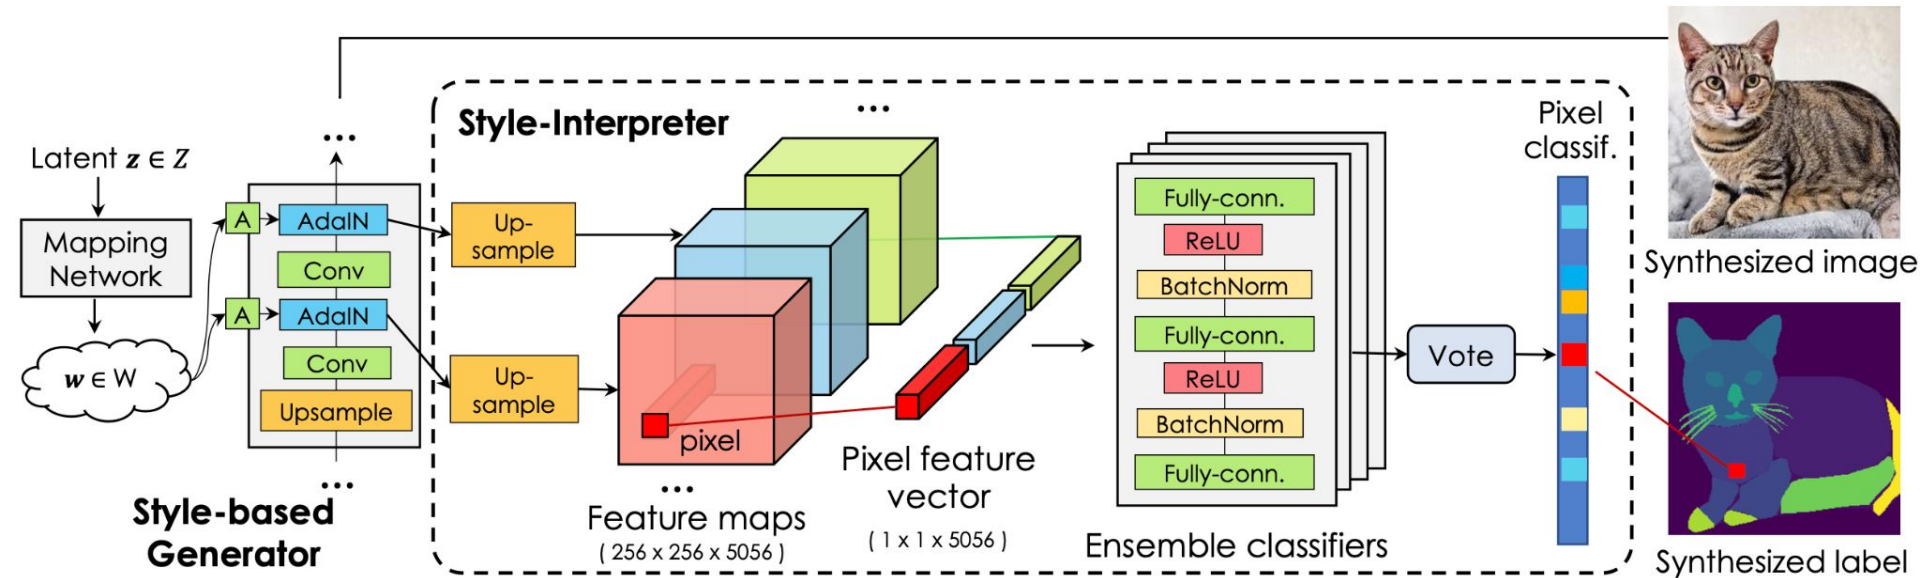 Latent z ∈ Z
Mapping
Network
w ∈ W
A
AdaIN
Conv
A
AdaIN
Conv
Upsample
...
...
Style-based
Generator
Style-Interpreter
Up-
sample
Up-
sample
...
pixel
...
Feature maps
( 256 x 256 x 5056 )
Pixel feature
vector
( 1 x 1 x 5056 )
Fully-conn.
ReLU
BatchNorm
Fully-conn.
ReLU
BatchNorm
Fully-conn.
Ensemble classifiers
Vote
Pixel
classif.
Synthesized image
Synthesized label